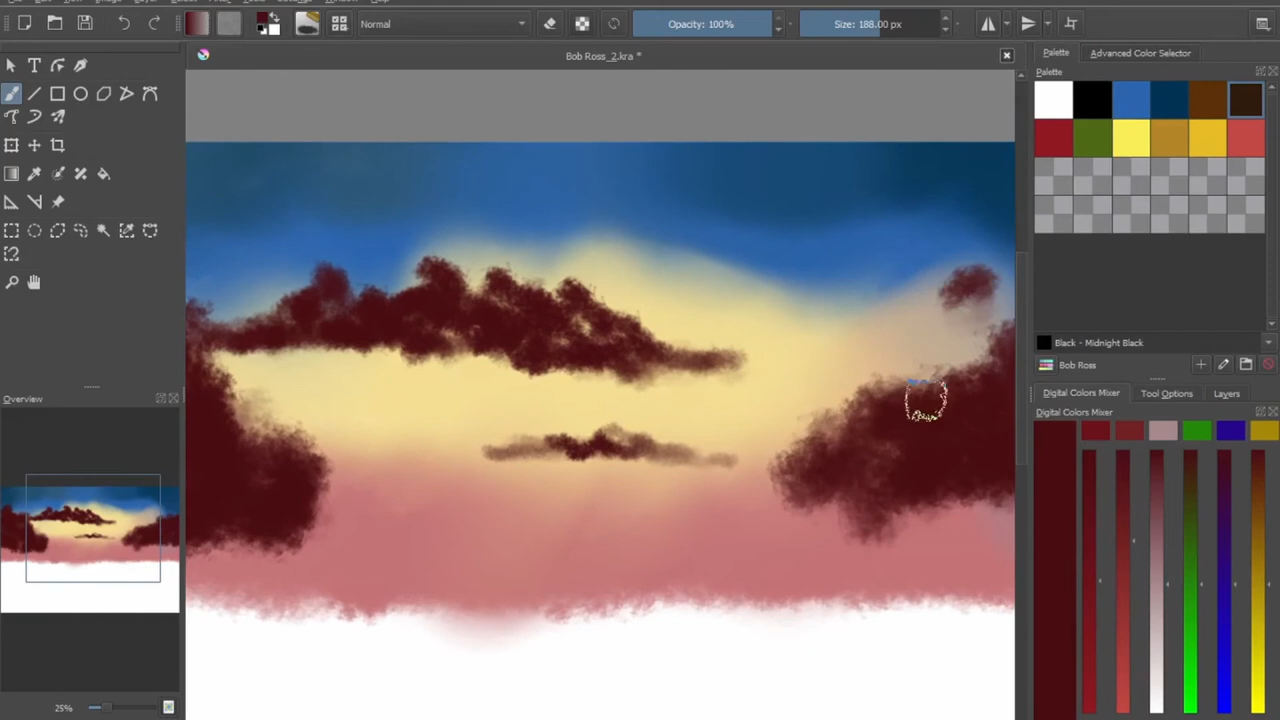 Normal
Opacity: 100%
Size: 188.00 px
Bob Ross_2.kra *
Palette
Advanced Color Selector
Palette
Black - Midnight Black
Bob Ross
Overview
Digital Colors Mixer
Tool Options
Layers
Digital Colors Mixer
25%